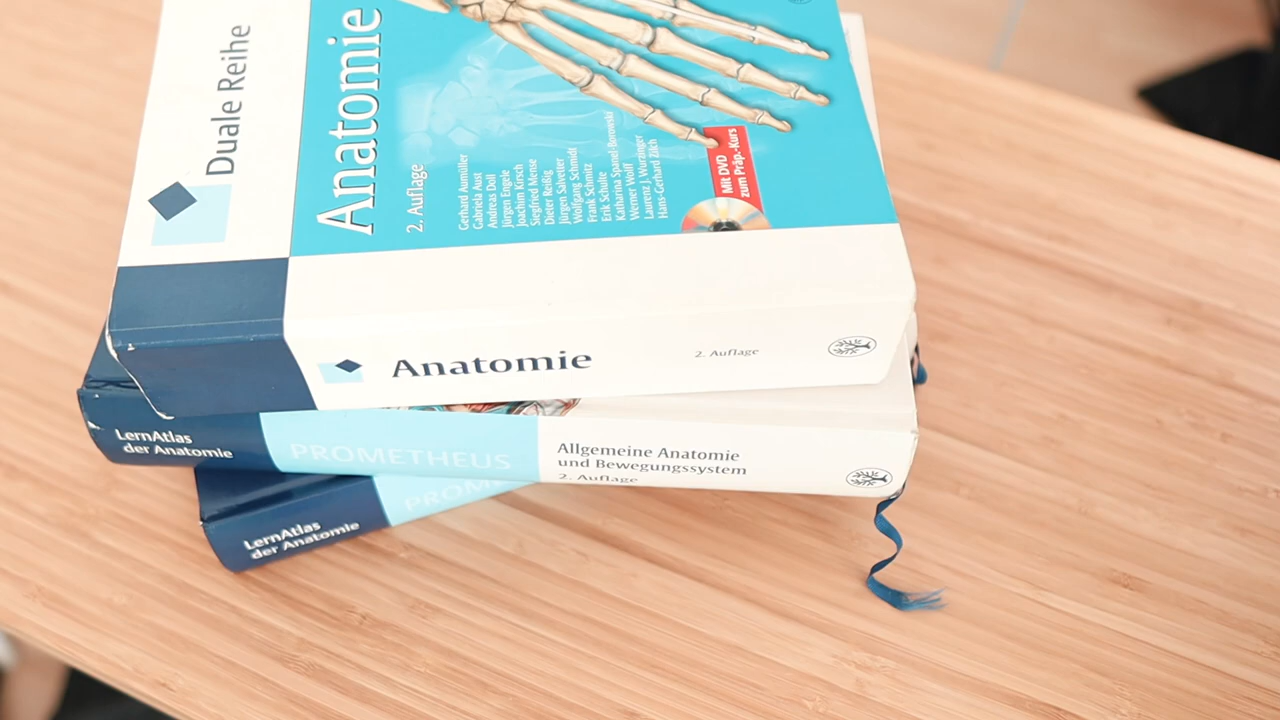 Duale Reihe
Anatomie
2. Auflage
Gerhard Aumüller
Gabriela Aust
Andreas Doll
Jürgen Engele
Joachim Kirsch
Siegfried Mense
Dieter Reißig
Jürgen Salvetter
Wolfgang Schmidt
Frank Schmitz
Erik Schulte
Katharina Spanel-Borowski
Werner Wolff
Laurenz J. Wurzinger
Hans-Gerhard Zilch
Mit DVD
zum Präp.-Kurs
Anatomie
2. Auflage
LernAtlas
der Anatomie
PROMETHEUS
Allgemeine Anatomie
und Bewegungssystem
2. Auflage
LernAtlas
der Anatomie